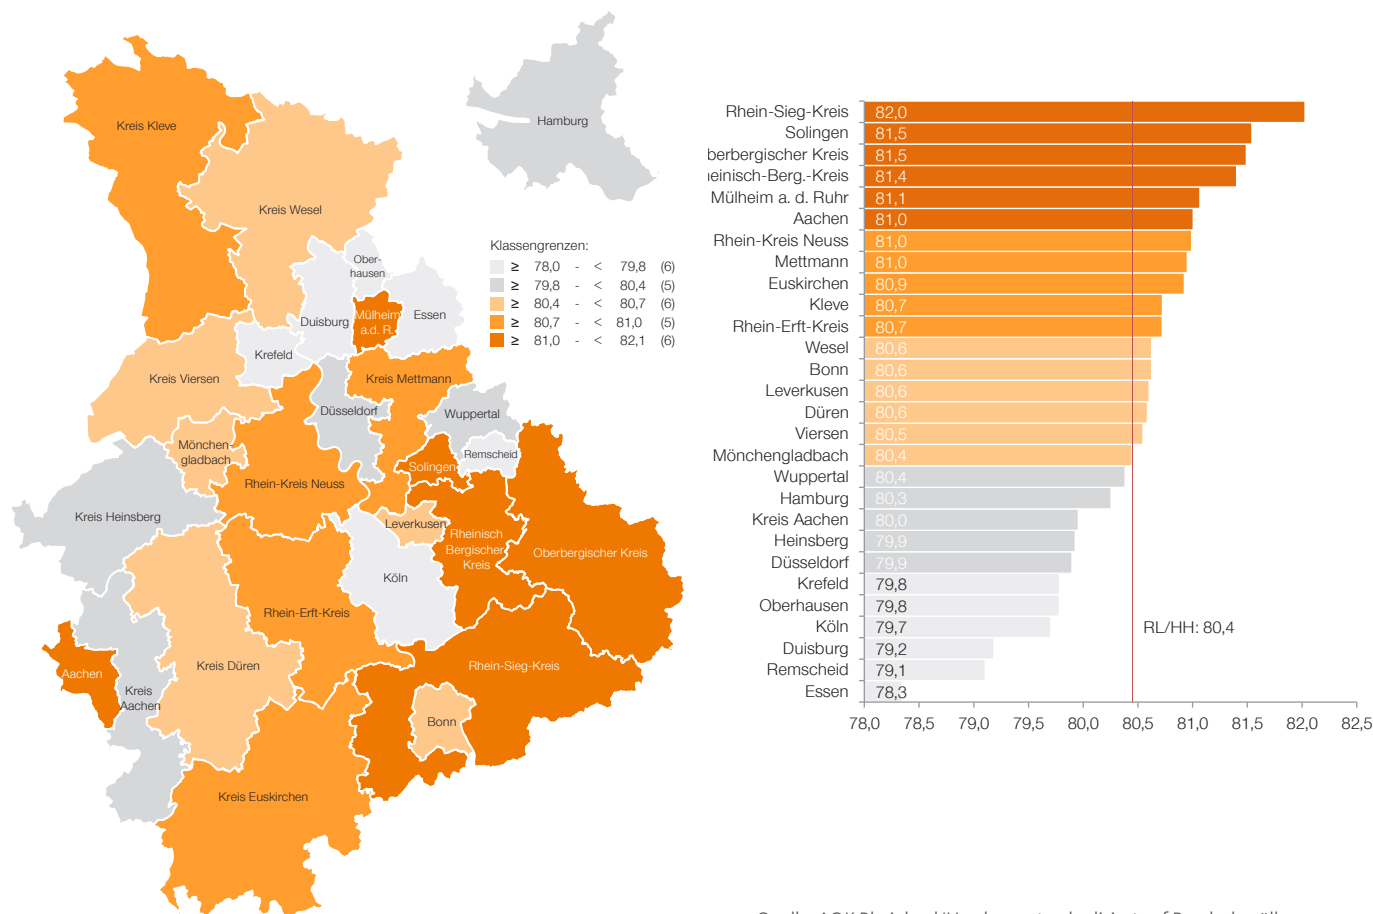 Hamburg
Kreis Kleve
Kreis Wesel
Klassengrenzen:
≥ 78,0 - < 79,8 (6)
≥ 79,8 - < 80,4 (5)
≥ 80,4 - < 80,7 (6)
≥ 80,7 - < 81,0 (5)
≥ 81,0 - < 82,1 (6)
Ober-
hausen
Duisburg
Mülheim
a.d. R.
Essen
Krefeld
Kreis Viersen
Kreis Mettmann
Düsseldorf
Wuppertal
Mönchen-
gladbach
Remscheid
Solingen
Rhein-Kreis Neuss
Kreis Heinsberg
Leverkusen
Rheinisch
Bergischer
Kreis
Oberbergischer Kreis
Köln
Rhein-Erft-Kreis
Kreis Düren
Rhein-Sieg-Kreis
Aachen
Kreis
Aachen
Bonn
Kreis Euskirchen
Rhein-Sieg-Kreis 82,0
Solingen 81,5
berbergischer Kreis 81,5
einisch-Berg.-Kreis 81,4
Mülheim a. d. Ruhr 81,1
Aachen 81,0
Rhein-Kreis Neuss 81,0
Mettmann 81,0
Euskirchen 80,9
Kleve 80,7
Rhein-Erft-Kreis 80,7
Wesel 80,6
Bonn 80,6
Leverkusen 80,6
Düren 80,6
Viersen 80,5
Mönchengladbach 80,4
Wuppertal 80,4
Hamburg 80,3
Kreis Aachen 80,0
Heinsberg 79,9
Düsseldorf 79,9
Krefeld 79,8
Oberhausen 79,8
Köln 79,7
RL/HH: 80,4
Duisburg 79,2
Remscheid 79,1
Essen 78,3
78,0 78,5 79,0 79,5 80,0 80,5 81,0 81,5 82,0 82,5